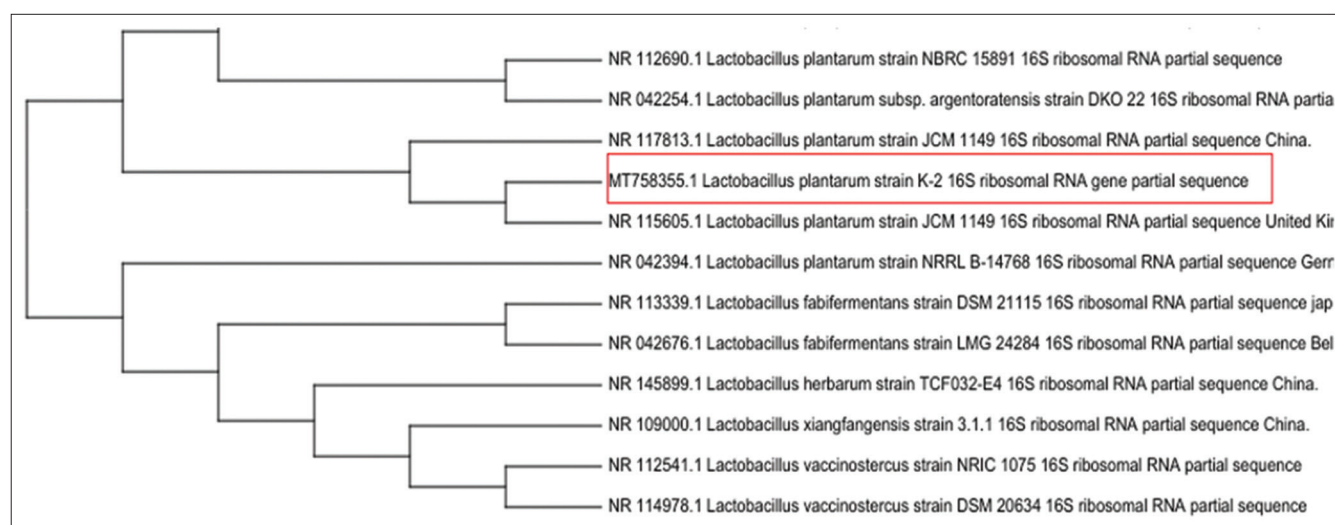 NR 112690.1 Lactobacillus plantarum strain NBRC 15891 16S ribosomal RNA partial sequence
NR 042254.1 Lactobacillus plantarum subsp. argentoratensis strain DKO 22 16S ribosomal RNA partia
NR 117813.1 Lactobacillus plantarum strain JCM 1149 16S ribosomal RNA partial sequence China.
MT758355.1 Lactobacillus plantarum strain K-2 16S ribosomal RNA gene partial sequence
NR 115605.1 Lactobacillus plantarum strain JCM 1149 16S ribosomal RNA partial sequence United Kin
NR 042394.1 Lactobacillus plantarum strain NRRL B-14768 16S ribosomal RNA partial sequence Germ
NR 113339.1 Lactobacillus fabifermentans strain DSM 21115 16S ribosomal RNA partial sequence jap
NR 042676.1 Lactobacillus fabifermentans strain LMG 24284 16S ribosomal RNA partial sequence Bel
NR 145899.1 Lactobacillus herbarum strain TCF032-E4 16S ribosomal RNA partial sequence China.
NR 109000.1 Lactobacillus xiangfangensis strain 3.1.1 16S ribosomal RNA partial sequence China.
NR 112541.1 Lactobacillus vaccinostercus strain NRIC 1075 16S ribosomal RNA partial sequence
NR 114978.1 Lactobacillus vaccinostercus strain DSM 20634 16S ribosomal RNA partial sequence